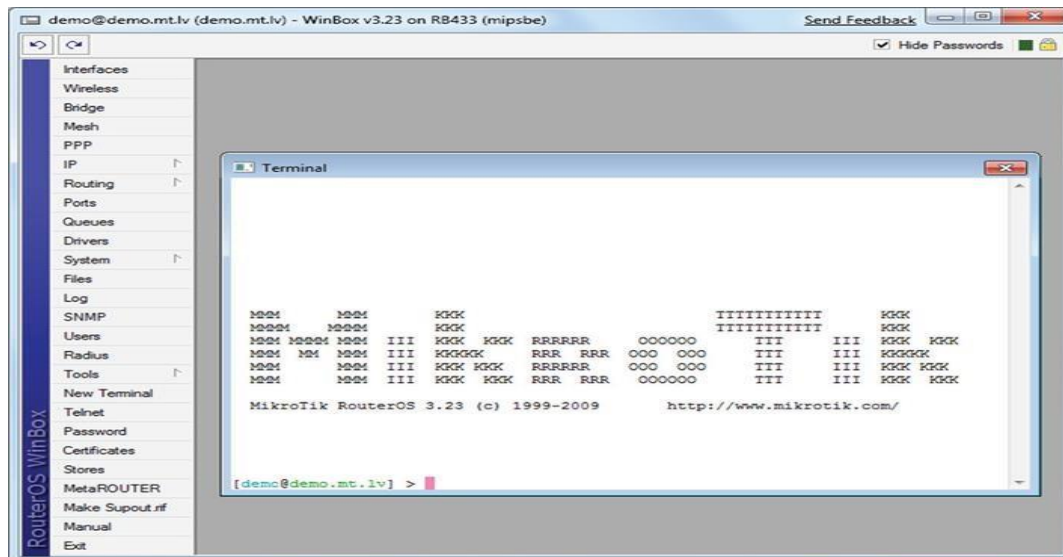 demo@demo.mt.lv (demo.mt.lv) - WinBox v3.23 on RB433 (mipsbe)
Send Feedback
Hide Passwords
Interfaces
Wireless
Bridge
Mesh
PPP
IP
Routing
Ports
Queues
Drivers
System
Files
Log
SNMP
Users
Radius
Tools
New Terminal
Telnet
Password
Certificates
Stores
MetaROUTER
Make Supout.rif
Manual
Exit
RouterOS WinBox
Terminal
MMM      MMM       KKK                          TTTTTTTTTTT      KKK
MMMM    MMMM       KKK                          TTTTTTTTTTT      KKK
MMM MMMM MMM  III  KKK  KKK  RRRRRR     OOOOOO      TTT     III  KKK  KKK
MMM  MM  MMM  III  KKKKK     RRR  RRR  OOO  OOO     TTT     III  KKKKK
MMM      MMM  III  KKK KKK   RRRRRR    OOO  OOO     TTT     III  KKK KKK
MMM      MMM  III  KKK  KKK  RRR  RRR   OOOOOO      TTT     III  KKK  KKK
MikroTik RouterOS 3.23 (c) 1999-2009       http://www.mikrotik.com/
[demo@demo.mt.lv] >